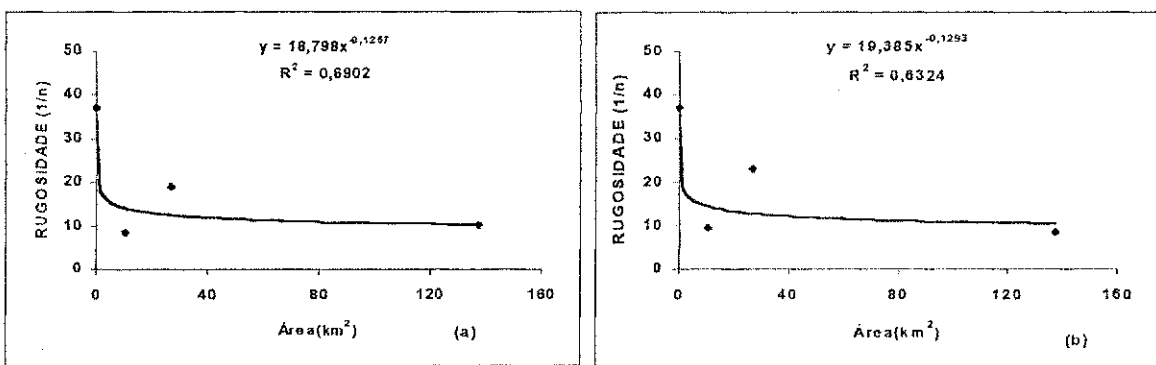 y = 18,798x^-0,1267
R² = 0,6902
RUGOSIDADE (1/n)
50
40
30
20
10
0
0 40 80 120 160
Área(km²)
(a)
y = 19,385x^-0,1293
R² = 0,6324
RUGOSIDADE (1/n)
50
40
30
20
10
0
0 40 80 120 160
Área(km²)
(b)